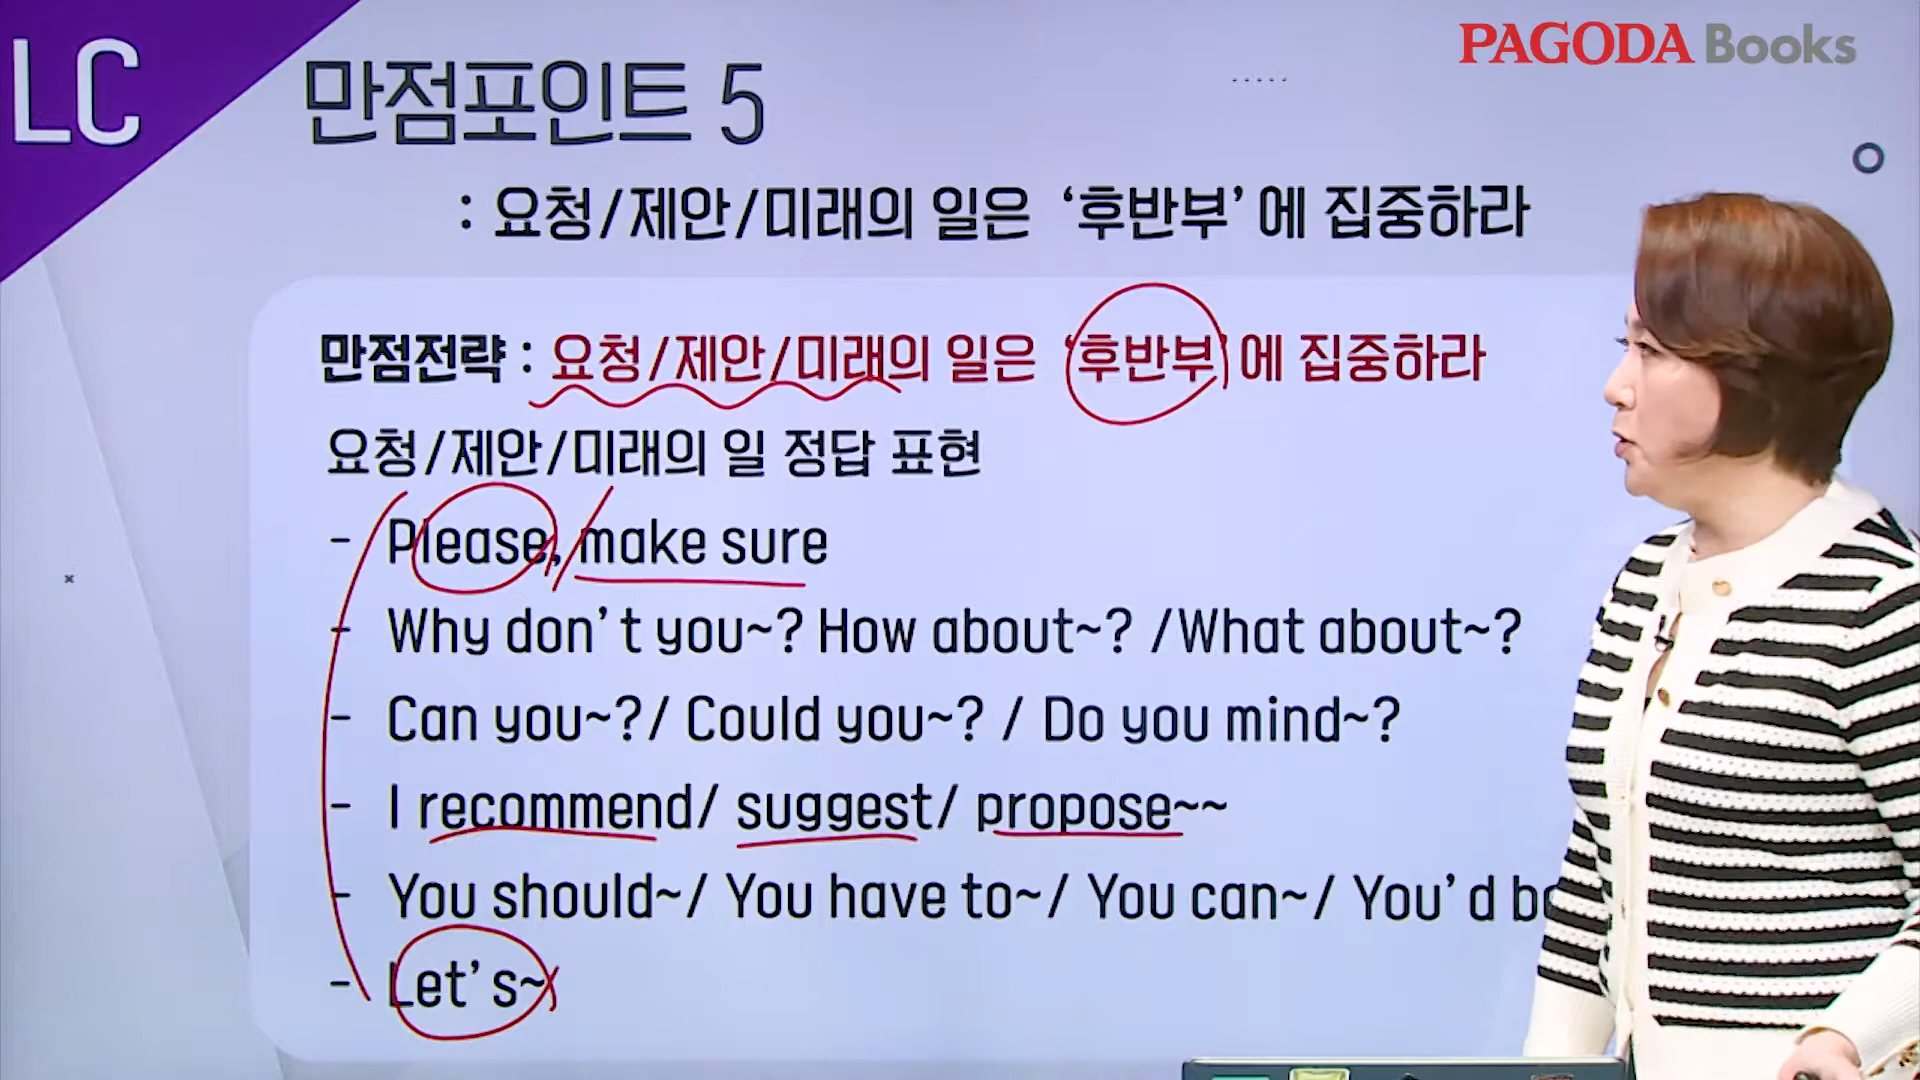 LC
PAGODA Books
만점포인트 5
: 요청/제안/미래의 일은 ‘후반부’에 집중하라
만점전략 : 요청/제안/미래의 일은 ‘후반부’에 집중하라
요청/제안/미래의 일 정답 표현
- Please, make sure
- Why don’t you~? How about~? /What about~?
- Can you~?/ Could you~? / Do you mind~?
- I recommend/ suggest/ propose~~
- You should~/ You have to~/ You can~/ You’d
- Let’s~